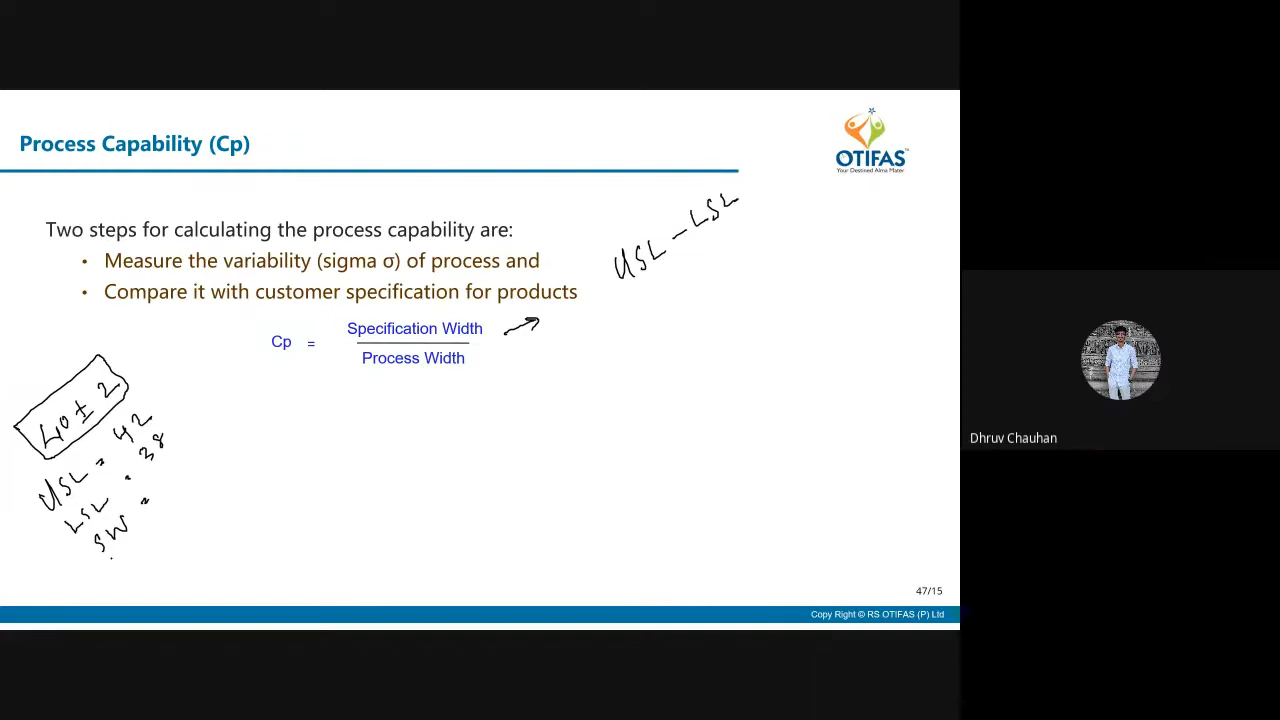 Process Capability (Cp)
OTIFAS™
Your Destined Alma Mater
Two steps for calculating the process capability are:
• Measure the variability (sigma σ) of process and
• Compare it with customer specification for products
USL - LSL
Cp = Specification Width
Process Width
40 ± 2
USL = 42
LSL = 38
SW =
Dhruv Chauhan
47/15
Copy Right © RS OTIFAS (P) Ltd